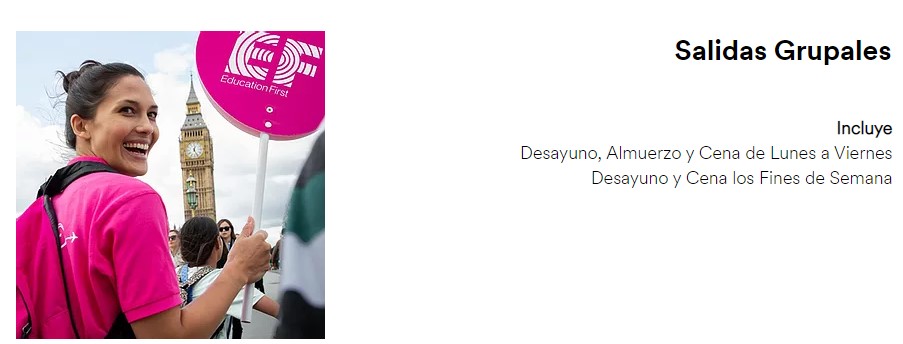 EF
Education First
Salidas Grupales
Incluye
Desayuno, Almuerzo y Cena de Lunes a Viernes
Desayuno y Cena los Fines de Semana